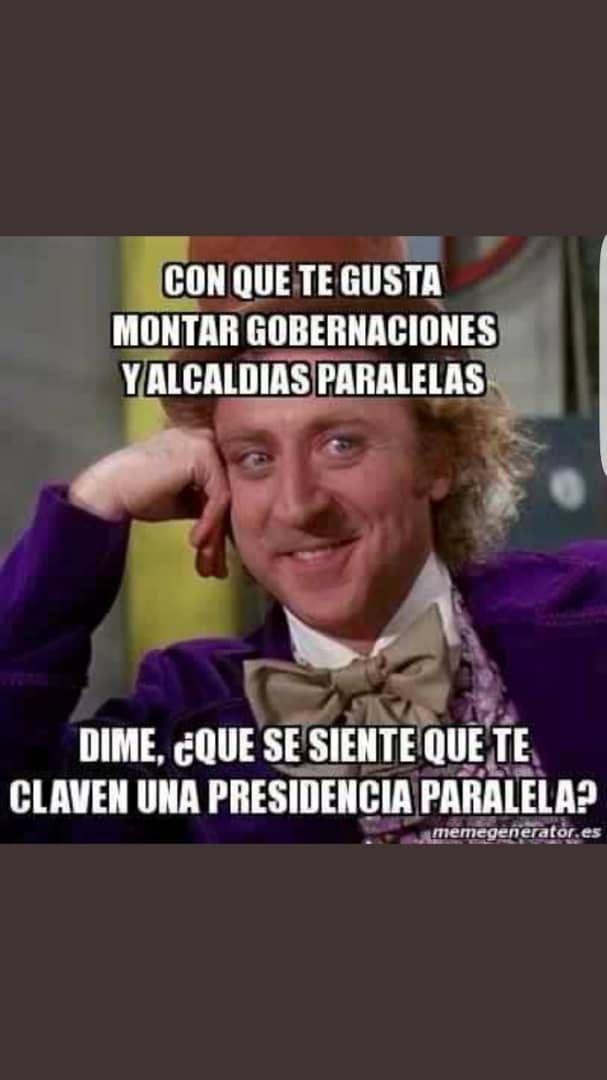 CON QUE TE GUSTA
MONTAR GOBERNACIONES
Y ALCALDIAS PARALELAS
DIME, ¿QUE SE SIENTE QUE TE
CLAVEN UNA PRESIDENCIA PARALELA?
memegenerator.es